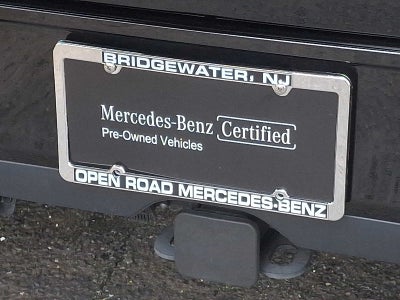 BRIDGEWATER, NJ
Mercedes-Benz Certified
Pre-Owned Vehicles
OPEN ROAD MERCEDES-BENZ